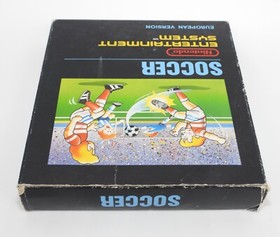 EUROPEAN VERSION
Nintendo
ENTERTAINMENT
SYSTEM™
SOCCER
SOCCER